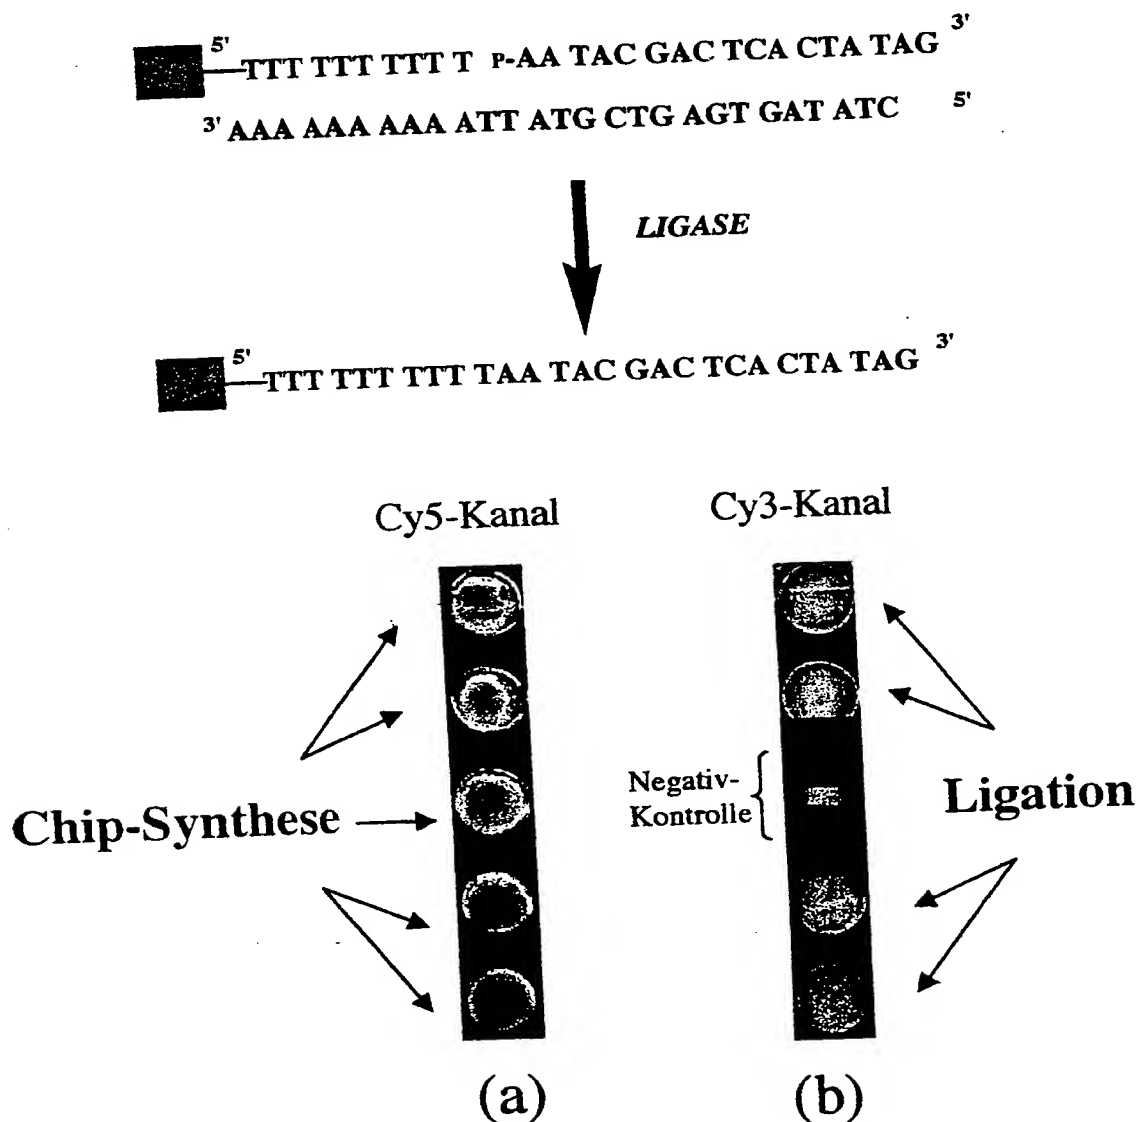 5' TTT TTT TTT T P-AA TAC GAC TCA CTA TAG 3'
3' AAA AAA AAA ATT ATG CTG AGT GAT ATC 5'
LIGASE
5' TTT TTT TTT TAA TAC GAC TCA CTA TAG 3'
Cy5-Kanal
Cy3-Kanal
Negativ-
Kontrolle
Chip-Synthese
Ligation
(a)
(b)